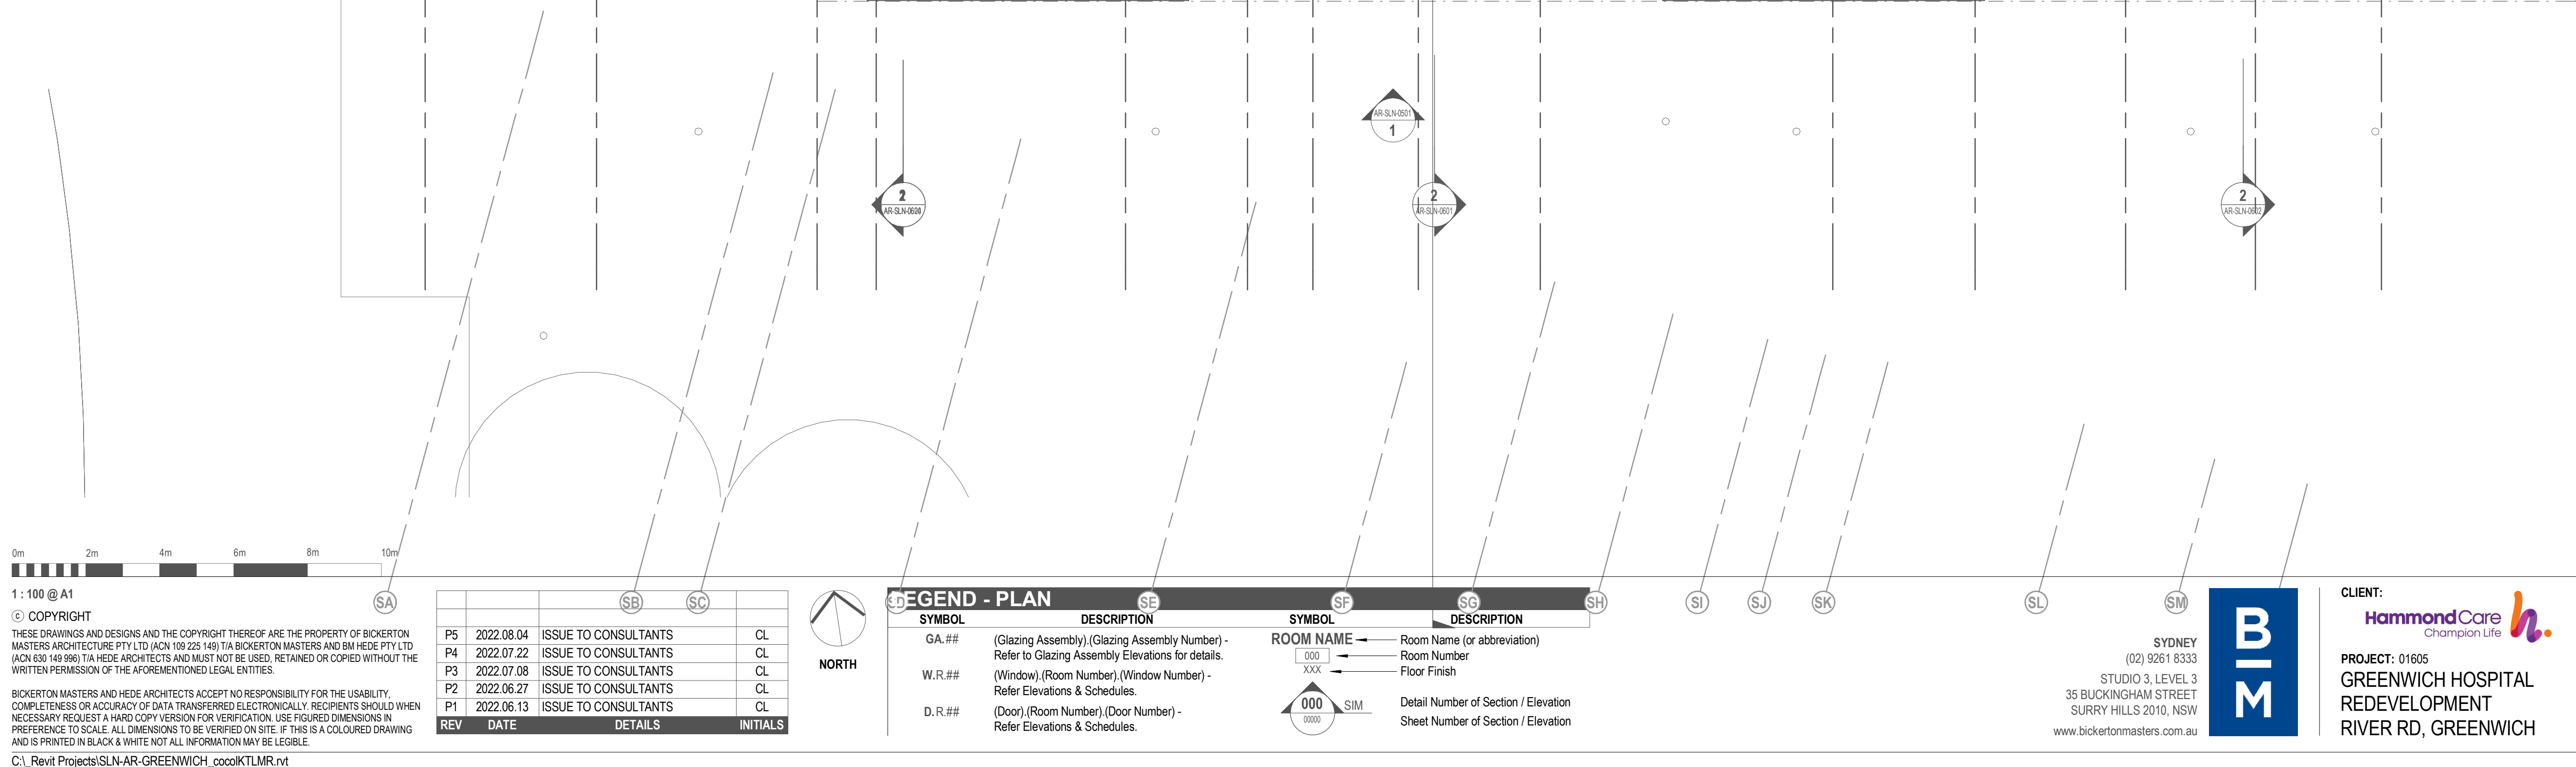 AR-SLN-0501
1
2
2
AR-SLN-0601
2
AR-SLN-0602
0m 2m 4m 6m 8m 10m
1 : 100 @ A1
SA SB SC SD SE SF SG SH SI SJ SK SL SM
© COPYRIGHT
THESE DRAWINGS AND DESIGNS AND THE COPYRIGHT THEREOF ARE THE PROPERTY OF BICKERTON
MASTERS ARCHITECTURE PTY LTD (ACN 109 225 149) T/A BICKERTON MASTERS AND BM HEDE PTY LTD
(ACN 630 149 996) T/A HEDE ARCHITECTS AND MUST NOT BE USED, RETAINED OR COPIED WITHOUT THE
WRITTEN PERMISSION OF THE AFOREMENTIONED LEGAL ENTITIES.
BICKERTON MASTERS AND HEDE ARCHITECTS ACCEPT NO RESPONSIBILITY FOR THE USABILITY,
COMPLETENESS OR ACCURACY OF DATA TRANSFERRED ELECTRONICALLY. RECIPIENTS SHOULD WHEN
NECESSARY REQUEST A HARD COPY VERSION FOR VERIFICATION. USE FIGURED DIMENSIONS IN
PREFERENCE TO SCALE. ALL DIMENSIONS TO BE VERIFIED ON SITE. IF THIS IS A COLOURED DRAWING
AND IS PRINTED IN BLACK & WHITE NOT ALL INFORMATION MAY BE LEGIBLE.
C:\_Revit Projects\SLN-AR-GREENWICH_cocolKTLMR.rvt
P5 2022.08.04 ISSUE TO CONSULTANTS CL
P4 2022.07.22 ISSUE TO CONSULTANTS CL
P3 2022.07.08 ISSUE TO CONSULTANTS CL
P2 2022.06.27 ISSUE TO CONSULTANTS CL
P1 2022.06.13 ISSUE TO CONSULTANTS CL
REV DATE DETAILS INITIALS
NORTH
LEGEND - PLAN
SYMBOL DESCRIPTION SYMBOL DESCRIPTION
GA.## (Glazing Assembly).(Glazing Assembly Number) -
Refer to Glazing Assembly Elevations for details.
W.R.## (Window).(Room Number).(Window Number) -
Refer Elevations & Schedules.
D.R.## (Door).(Room Number).(Door Number) -
Refer Elevations & Schedules.
ROOM NAME Room Name (or abbreviation)
000 Room Number
XXX Floor Finish
000 SIM Detail Number of Section / Elevation
00000 Sheet Number of Section / Elevation
SYDNEY
(02) 9261 8333
STUDIO 3, LEVEL 3
35 BUCKINGHAM STREET
SURRY HILLS 2010, NSW
www.bickertonmasters.com.au
B
M
CLIENT:
HammondCare
Champion Life
h.
PROJECT: 01605
GREENWICH HOSPITAL
REDEVELOPMENT
RIVER RD, GREENWICH